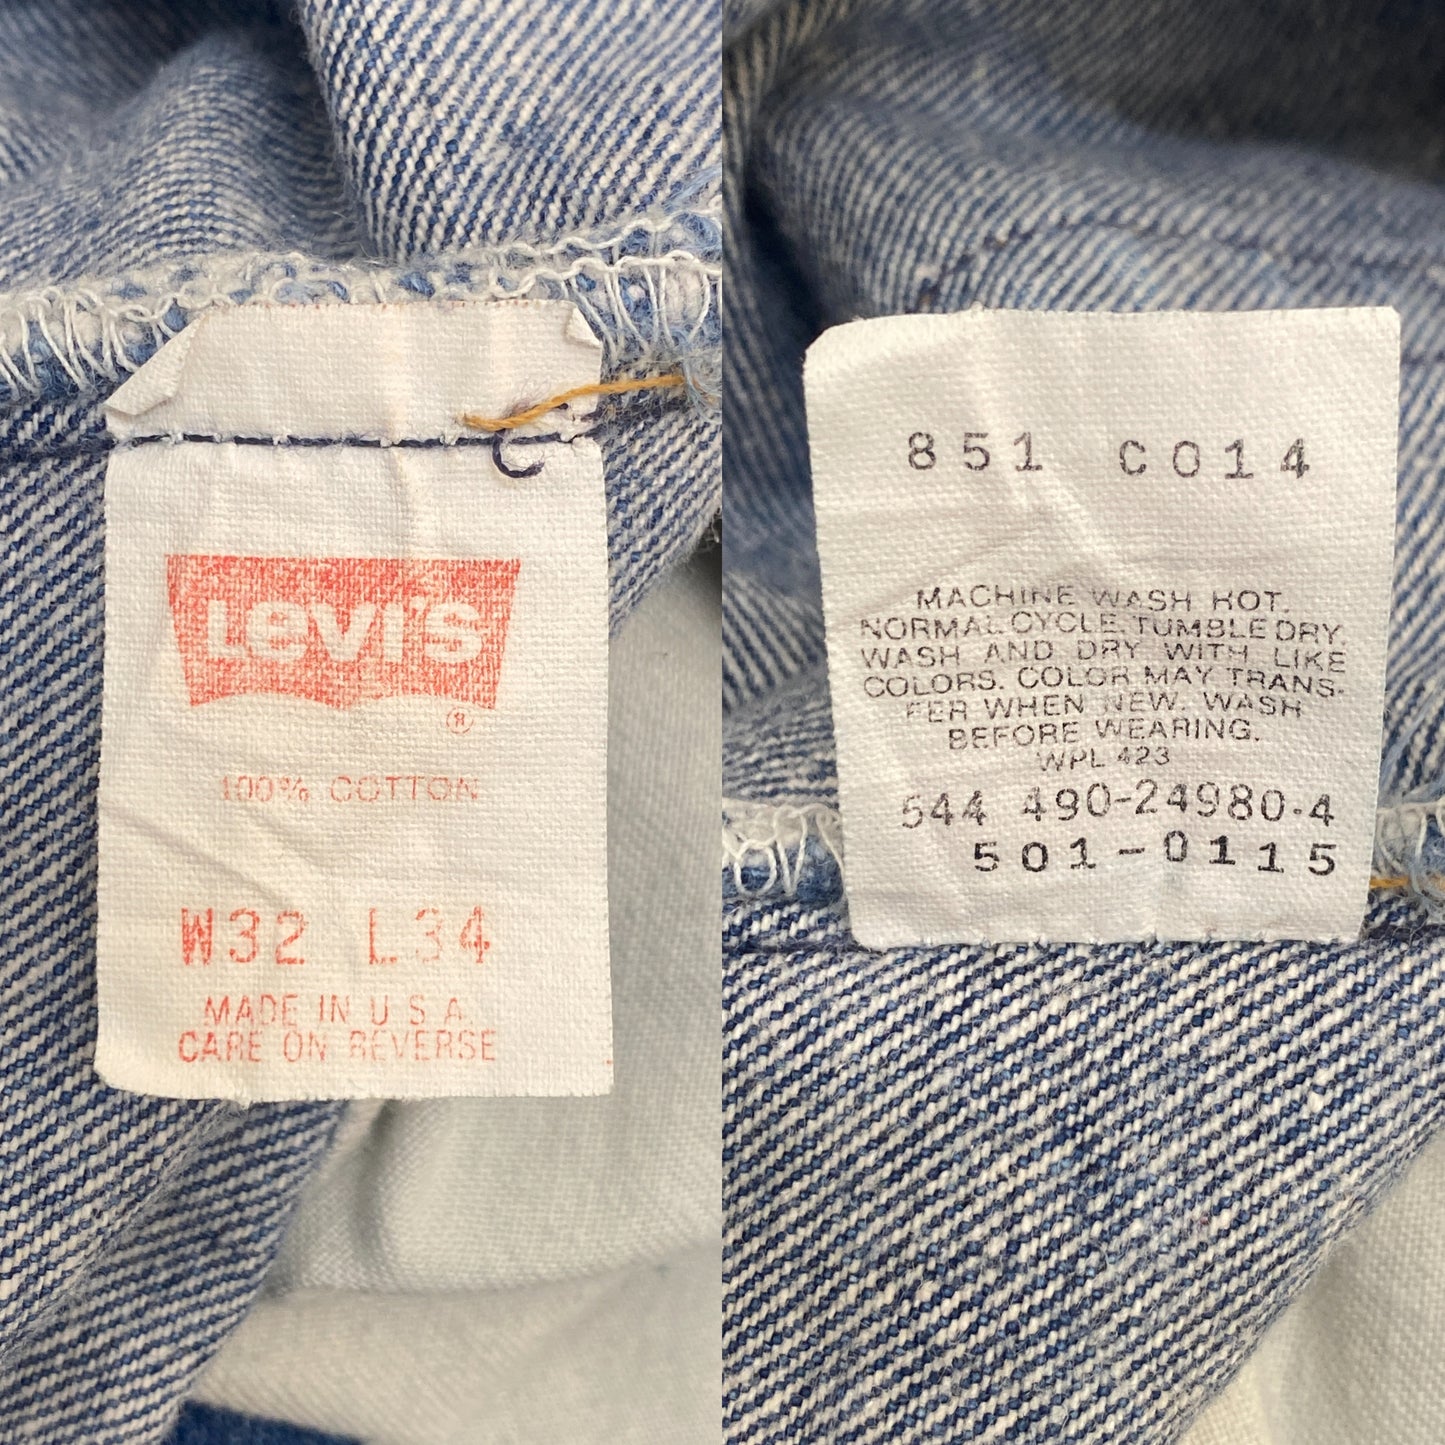 Levi's
®
100% COTTON
W32 L34
MADE IN U S A
CARE ON REVERSE
851 C014
MACHINE WASH HOT.
NORMAL CYCLE. TUMBLE DRY.
WASH AND DRY WITH LIKE
COLORS. COLOR MAY TRANS-
FER WHEN NEW. WASH
BEFORE WEARING.
WPL 423
544 490-24980-4
501-0115